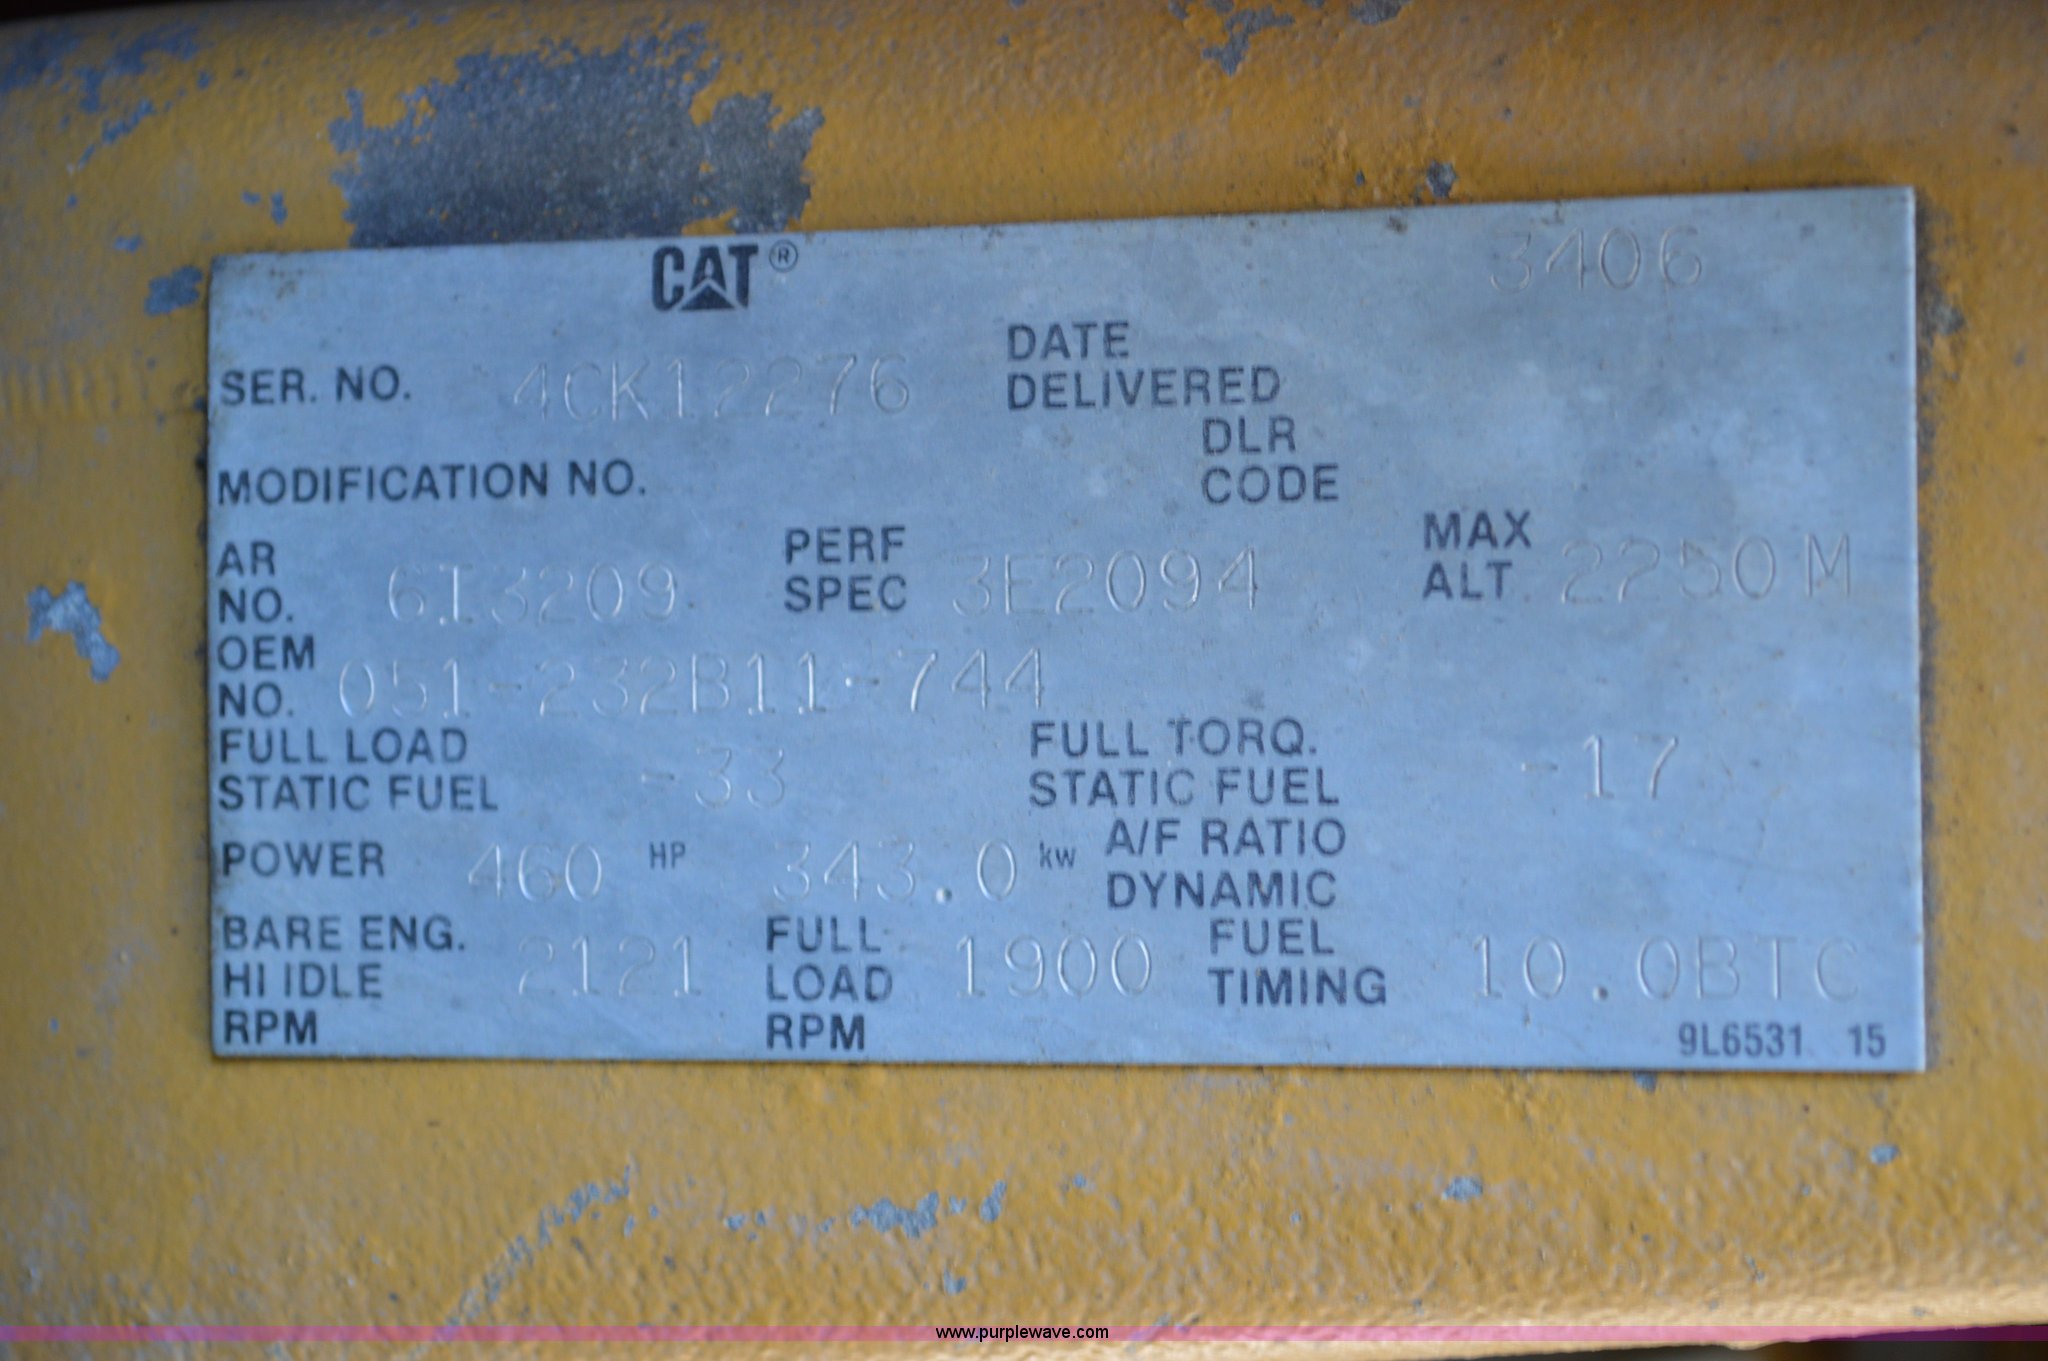 CAT® 3406
SER. NO. 4CK12276 DATE DELIVERED
DLR CODE
MODIFICATION NO.
AR NO. 6I3209 PERF SPEC 3E2094 MAX ALT. 2250 M
OEM NO. 051-232B11-744
FULL LOAD STATIC FUEL -33 FULL TORQ. STATIC FUEL -17
POWER 460 HP 343.0 kw A/F RATIO DYNAMIC
BARE ENG. HI IDLE RPM 2121 FULL LOAD RPM 1900 FUEL TIMING 10.0BTC
9L6531 15
www.purplewave.com